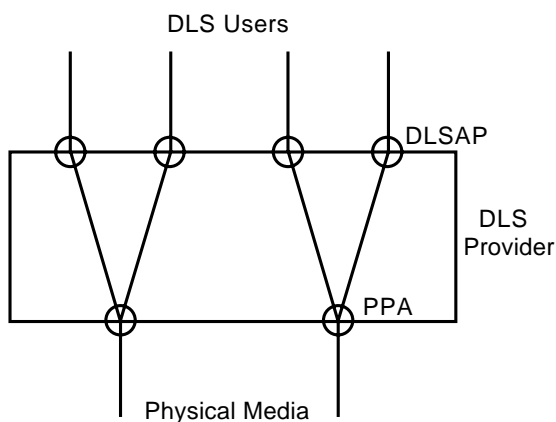 DLS Users
DLSAP
DLS
Provider
PPA
Physical Media